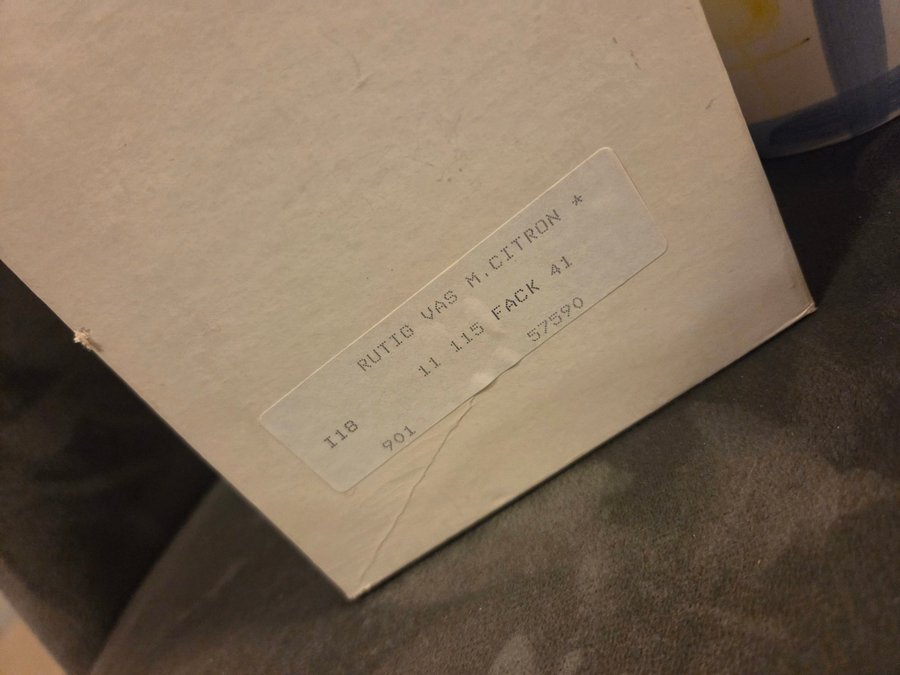 RUTIG VAS M.CITRON *
I18 11 115 FACK 41
901 57590